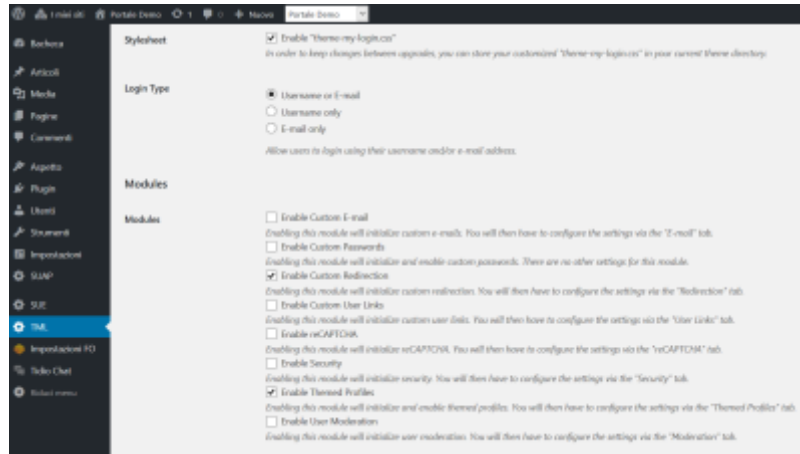 I miei siti Portale Demo 1 0 Nuovo Portale Demo
Bacheca
Articoli
Media
Pagine
Commenti
Aspetto
Plugin
Utenti
Strumenti
Impostazioni
SUAP
SUE
TML
Impostazioni FO
Tidio Chat
Riduci menu
Stylesheet
Enable "theme-my-login.css"
In order to keep changes between upgrades, you can store your customized "theme-my-login.css" in your current theme directory.
Login Type
Username or E-mail
Username only
E-mail only
Allow users to login using their username and/or e-mail address.
Modules
Modules
Enable Custom E-mail
Enabling this module will initialize custom e-mails. You will then have to configure the settings via the "E-mail" tab.
Enable Custom Passwords
Enabling this module will initialize and enable custom passwords. There are no other settings for this module.
Enable Custom Redirection
Enabling this module will initialize custom redirection. You will then have to configure the settings via the "Redirection" tab.
Enable Custom User Links
Enabling this module will initialize custom user links. You will then have to configure the settings via the "User Links" tab.
Enable reCAPTCHA
Enabling this module will initialize reCAPTCHA. You will then have to configure the settings via the "reCAPTCHA" tab.
Enable Security
Enabling this module will initialize security. You will then have to configure the settings via the "Security" tab.
Enable Themed Profiles
Enabling this module will initialize and enable themed profiles. You will then have to configure the settings via the "Themed Profiles" tab.
Enable User Moderation
Enabling this module will initialize user moderation. You will then have to configure the settings via the "Moderation" tab.